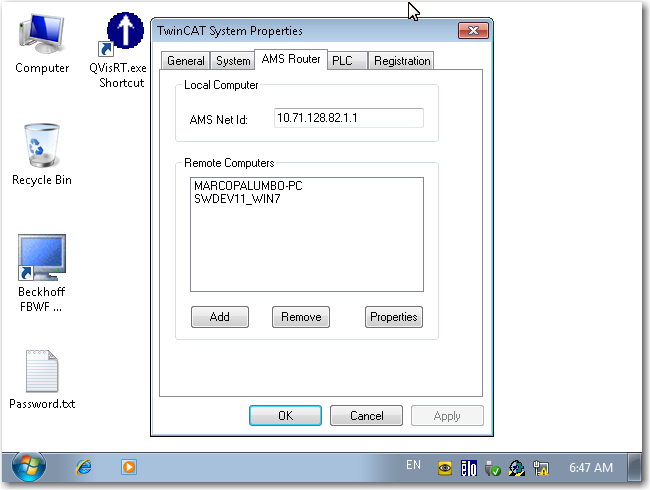 Computer
QVisRT.exe
Shortcut
Recycle Bin
Beckhoff
FBWF ...
Password.txt
TwinCAT System Properties
General System AMS Router PLC Registration
Local Computer
AMS Net Id: 10.71.128.82.1.1
Remote Computers
MARCOPALUMBO-PC
SWDEV11_WIN7
Add Remove Properties
OK Cancel Apply
EN 6:47 AM